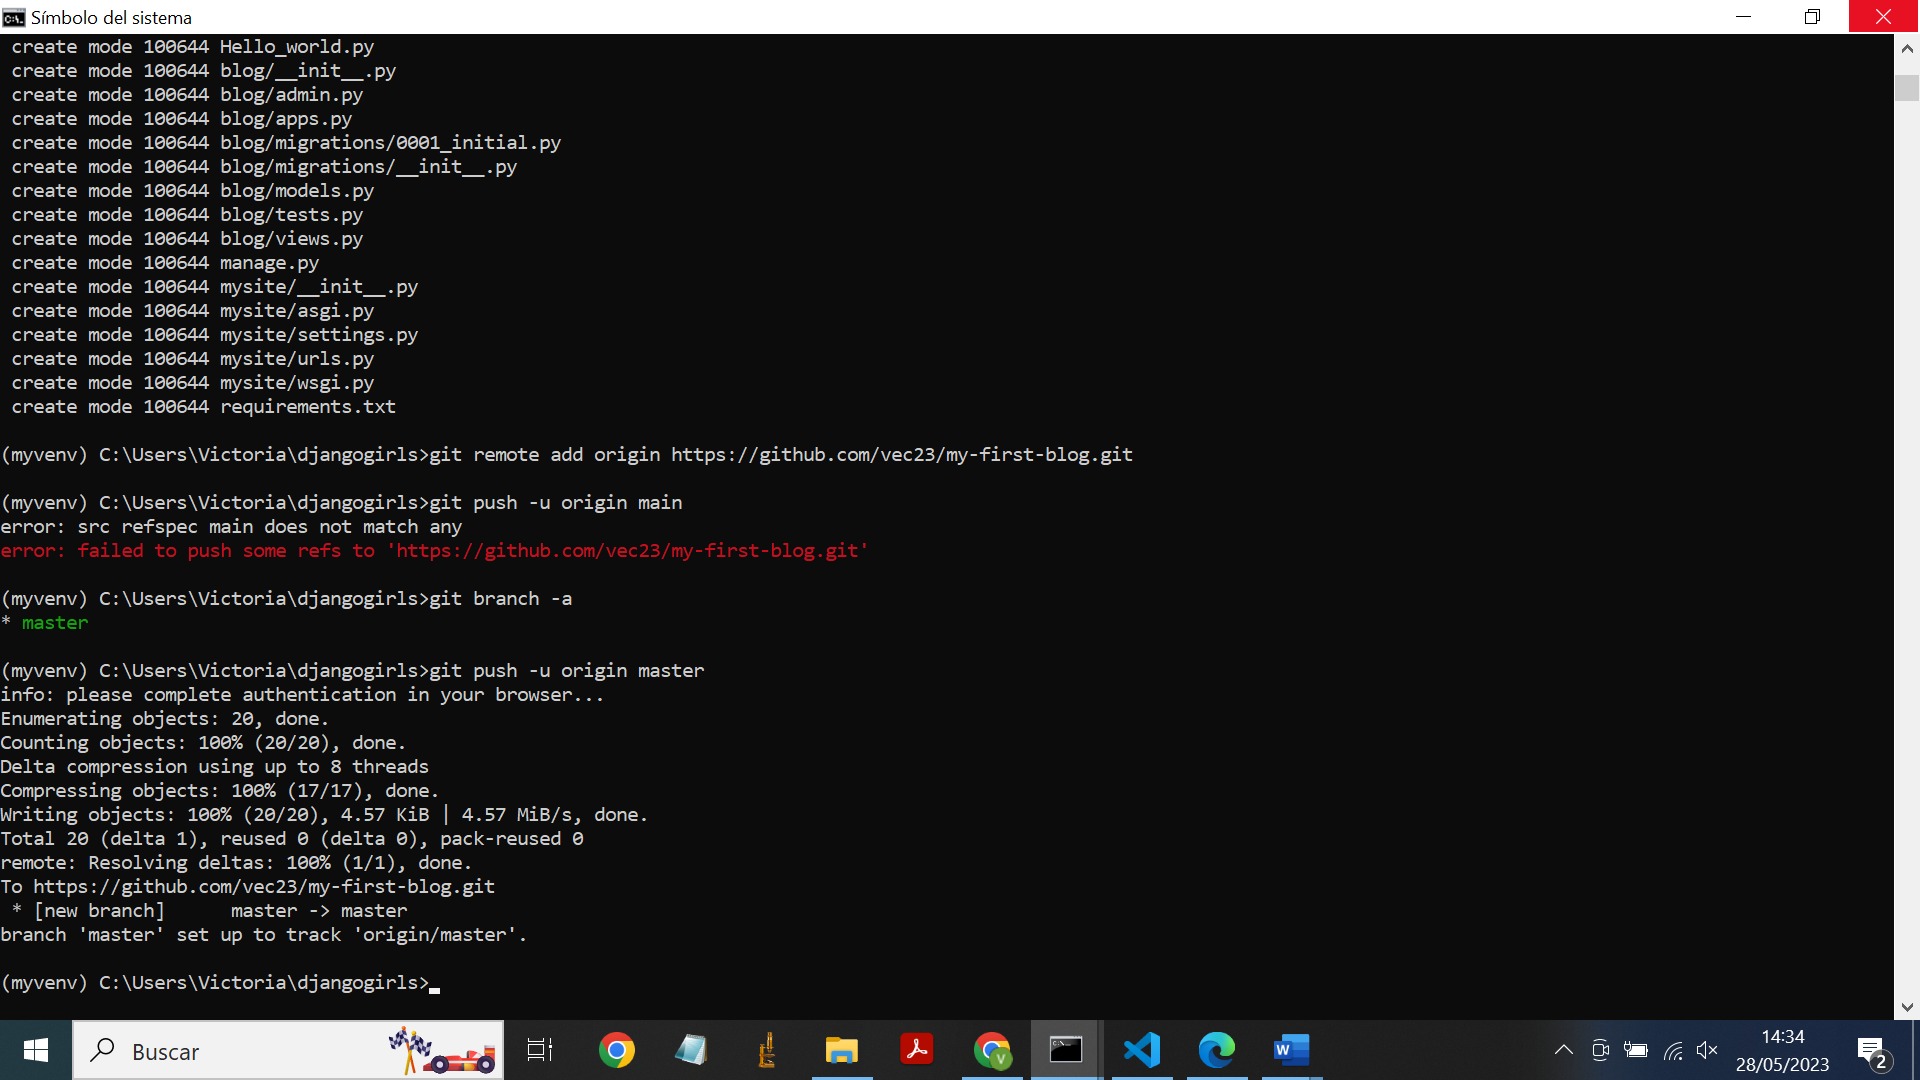 Símbolo del sistema
create mode 100644 Hello_world.py
create mode 100644 blog/__init__.py
create mode 100644 blog/admin.py
create mode 100644 blog/apps.py
create mode 100644 blog/migrations/0001_initial.py
create mode 100644 blog/migrations/__init__.py
create mode 100644 blog/models.py
create mode 100644 blog/tests.py
create mode 100644 blog/views.py
create mode 100644 manage.py
create mode 100644 mysite/__init__.py
create mode 100644 mysite/asgi.py
create mode 100644 mysite/settings.py
create mode 100644 mysite/urls.py
create mode 100644 mysite/wsgi.py
create mode 100644 requirements.txt
(myvenv) C:\Users\Victoria\djangogirls>git remote add origin https://github.com/vec23/my-first-blog.git
(myvenv) C:\Users\Victoria\djangogirls>git push -u origin main
error: src refspec main does not match any
error: failed to push some refs to 'https://github.com/vec23/my-first-blog.git'
(myvenv) C:\Users\Victoria\djangogirls>git branch -a
* master
(myvenv) C:\Users\Victoria\djangogirls>git push -u origin master
info: please complete authentication in your browser...
Enumerating objects: 20, done.
Counting objects: 100% (20/20), done.
Delta compression using up to 8 threads
Compressing objects: 100% (17/17), done.
Writing objects: 100% (20/20), 4.57 KiB | 4.57 MiB/s, done.
Total 20 (delta 1), reused 0 (delta 0), pack-reused 0
remote: Resolving deltas: 100% (1/1), done.
To https://github.com/vec23/my-first-blog.git
* [new branch]      master -> master
branch 'master' set up to track 'origin/master'.
(myvenv) C:\Users\Victoria\djangogirls>
Buscar
V
W
14:34
28/05/2023
2